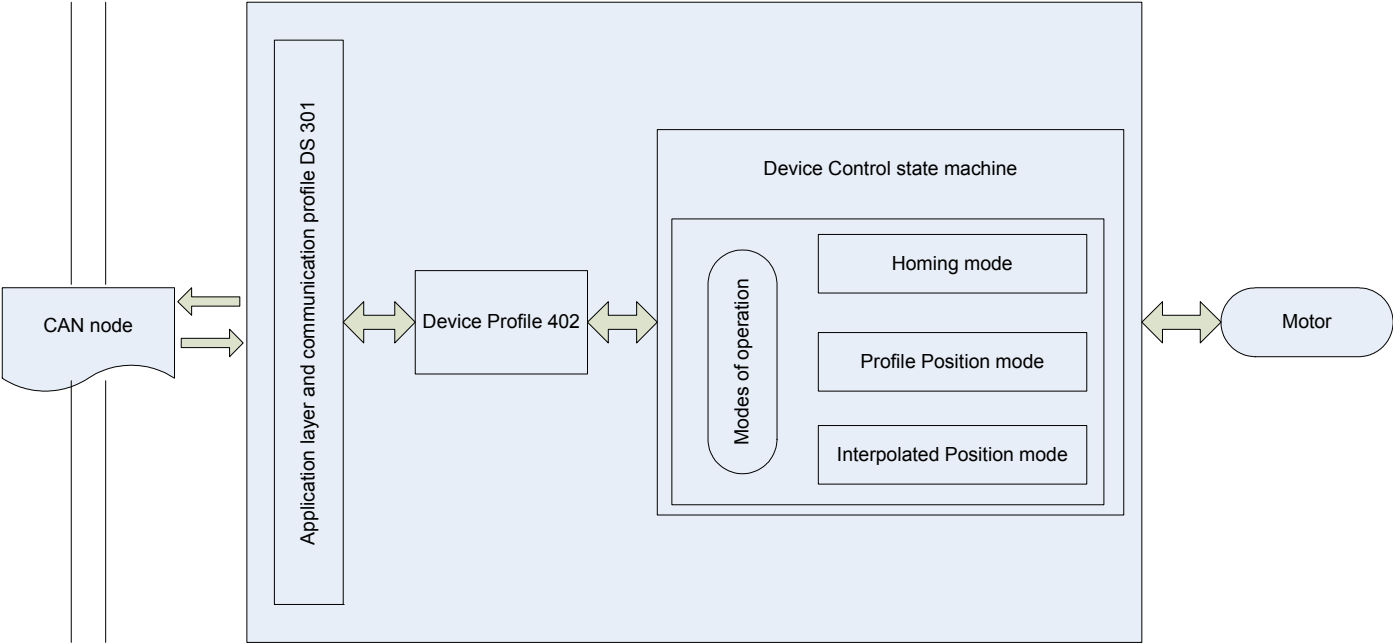 CAN node
Application layer and communication profile DS 301
Device Profile 402
Device Control state machine
Modes of operation
Homing mode
Profile Position mode
Interpolated Position mode
Motor